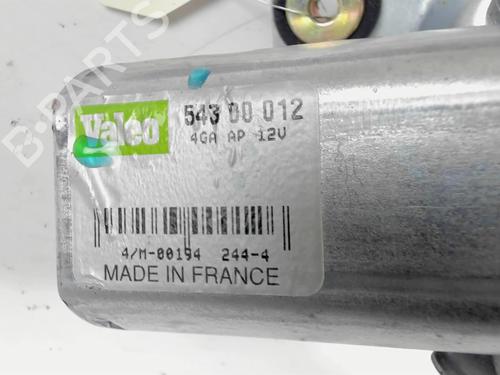 B-PARTS
Valeo
543 00 012
4GA AP 12V
4/M-00194 244-4
MADE IN FRANCE